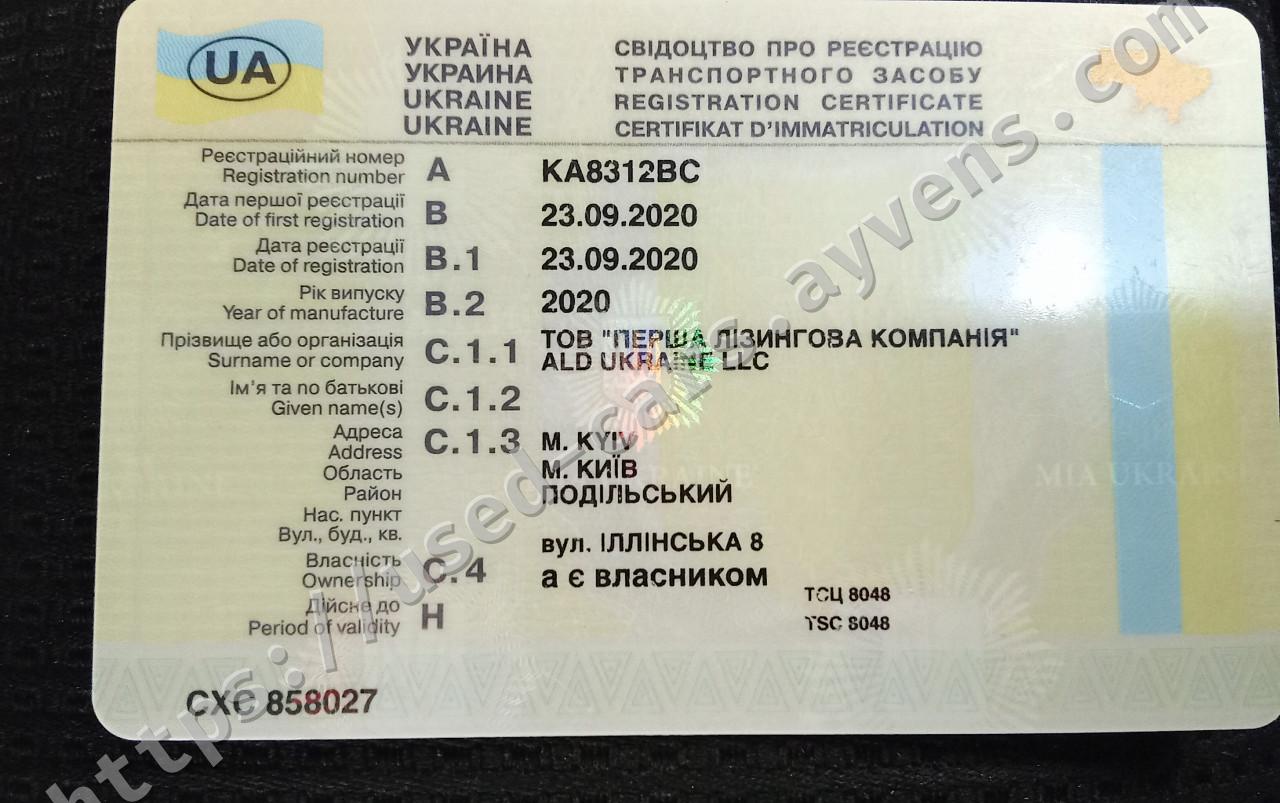 UA
УКРАЇНА
УКРАИНА
UKRAINE
UKRAINE
СВІДОЦТВО ПРО РЕЄСТРАЦІЮ
ТРАНСПОРТНОГО ЗАСОБУ
REGISTRATION CERTIFICATE
CERTIFIKAT D'IMMATRICULATION
Реєстраційний номер
Registration number A КА8312ВС
Дата першої реєстрації
Date of first registration B 23.09.2020
Дата реєстрації
Date of registration B.1 23.09.2020
Рік випуску
Year of manufacture B.2 2020
Прізвище або організація
Surname or company C.1.1 ТОВ "ПЕРША ЛІЗИНГОВА КОМПАНІЯ"
ALD UKRAINE LLC
Ім'я та по батькові
Given name(s) C.1.2
Адреса
Address C.1.3 M. KYIV
Область М. КИЇВ
Район ПОДІЛЬСЬКИЙ
Нас. пункт
Вул., буд., кв. вул. ІЛЛІНСЬКА 8
Власність
Ownership C.4 а є власником
Дійсне до
Period of validity H
ТСЦ 8048
TSC 8048
СХС 858027
MIA UKRAINE
https://used-cars.ayvens.com